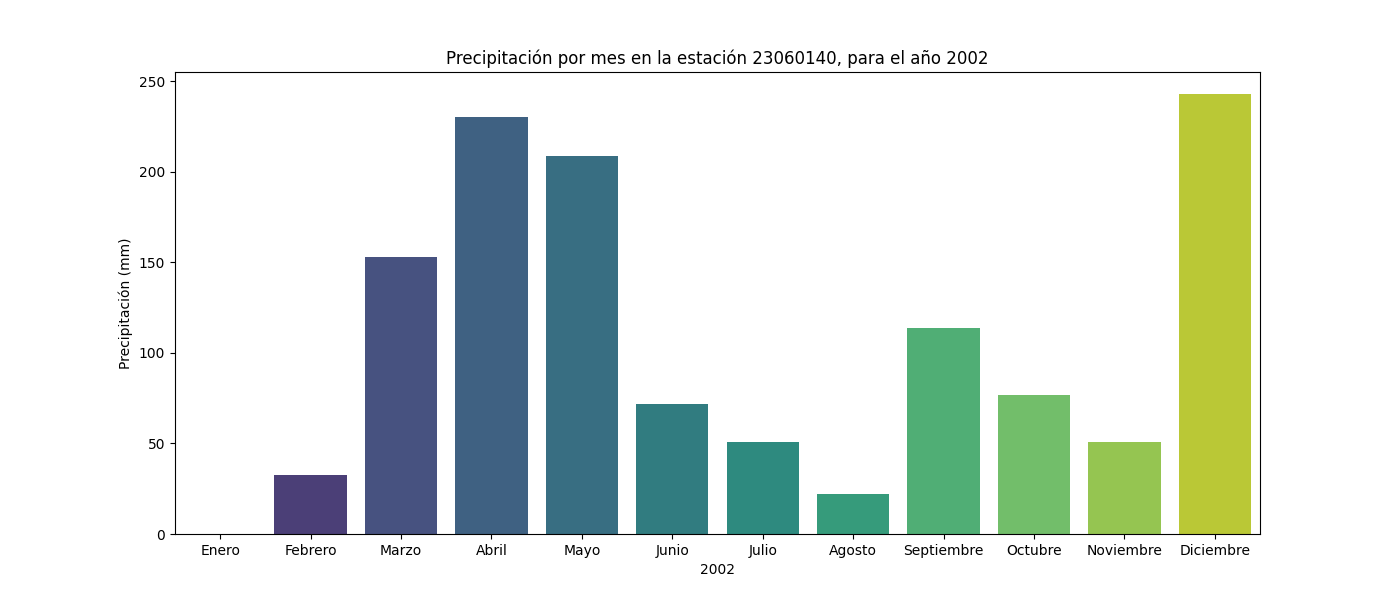 Precipitación por mes en la estación 23060140, para el año 2002
Precipitación (mm)
250
200
150
100
50
0
Enero Febrero Marzo Abril Mayo Junio Julio Agosto Septiembre Octubre Noviembre Diciembre
2002